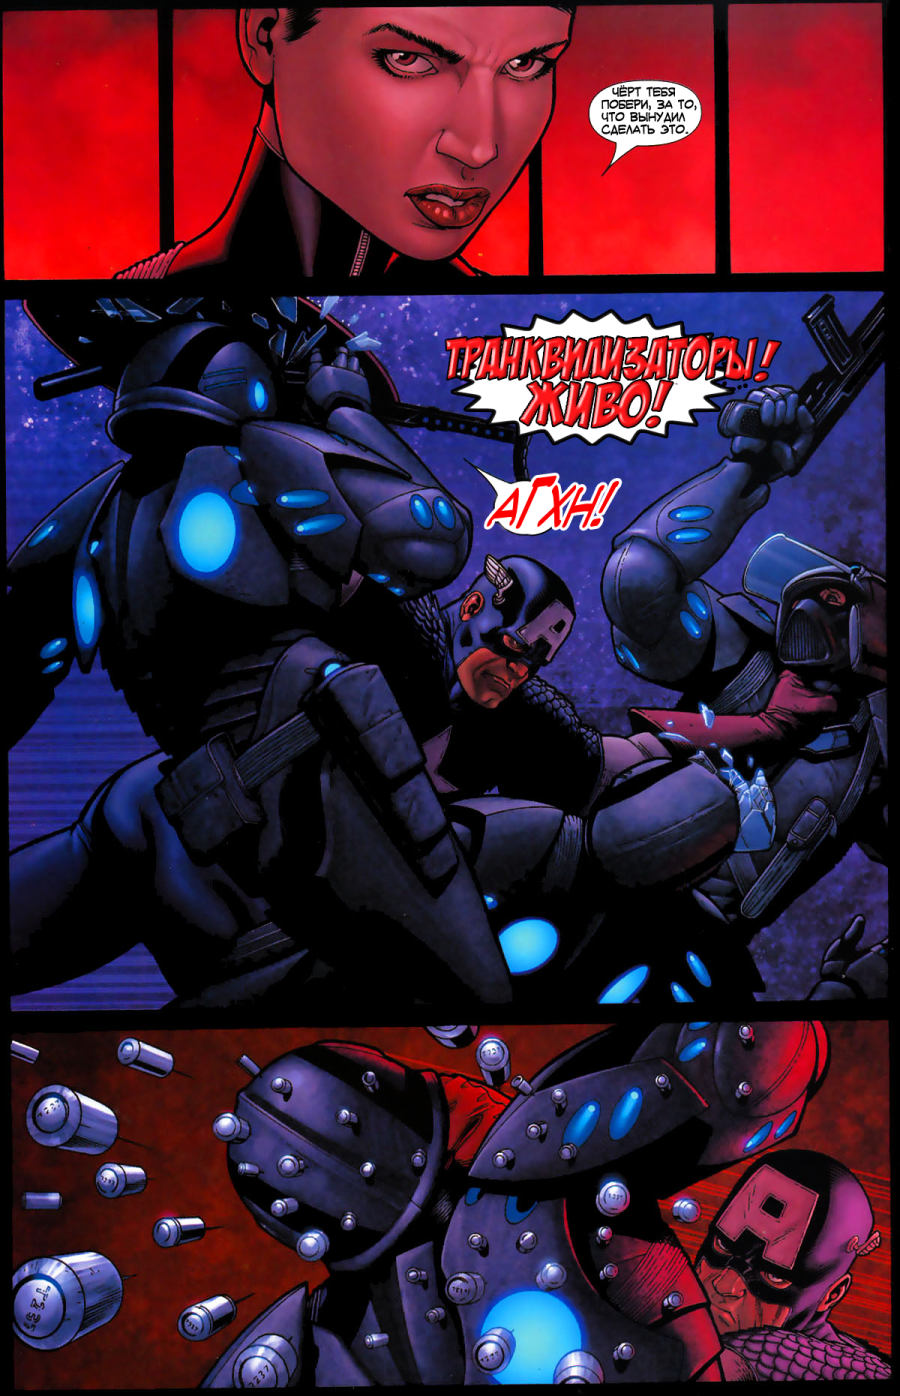 ЧЁРТ ТЕБЯ
ПОБЕРИ, ЗА ТО,
ЧТО ВЫНУДИЛ
СДЕЛАТЬ ЭТО.
ТРАНКВИЛИЗАТОРЫ!
ЖИВО!
АГХН!
A
A